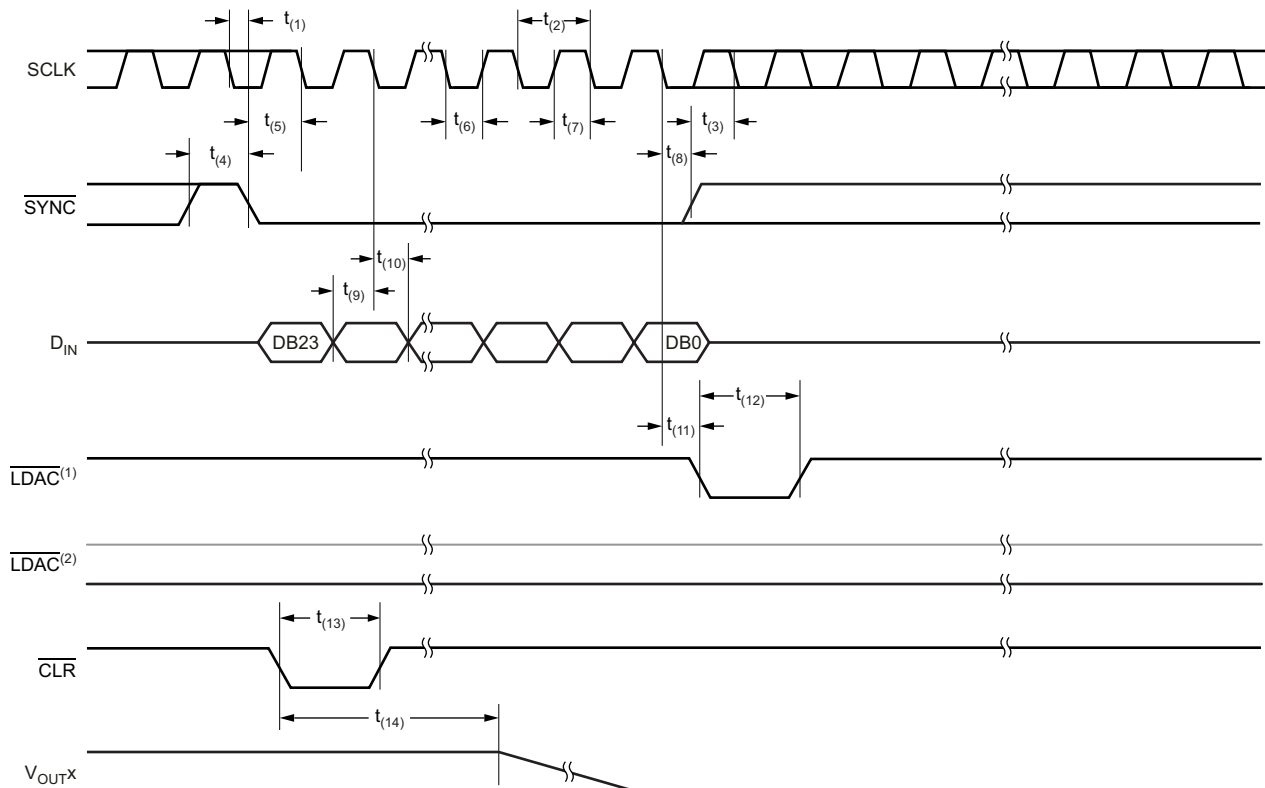 t(1)
t(2)
SCLK
t(5)
t(6)
t(7)
t(3)
t(4)
t(8)
SYNC
t(10)
t(9)
DIN
DB23
DB0
t(12)
t(11)
LDAC(1)
LDAC(2)
t(13)
CLR
t(14)
VOUTX